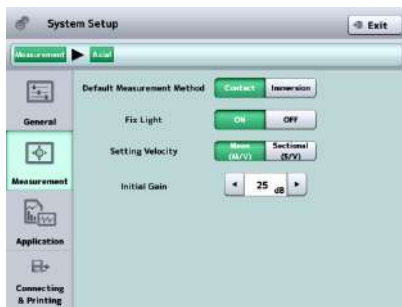 System Setup
Exit
Measurement
Axial
Default Measurement Method
Contact
Immersion
General
Fix Light
ON
OFF
Setting Velocity
Mean
(M/V)
Sectional
(S/V)
Measurement
Initial Gain
25 dB
Application
Connecting
& Printing